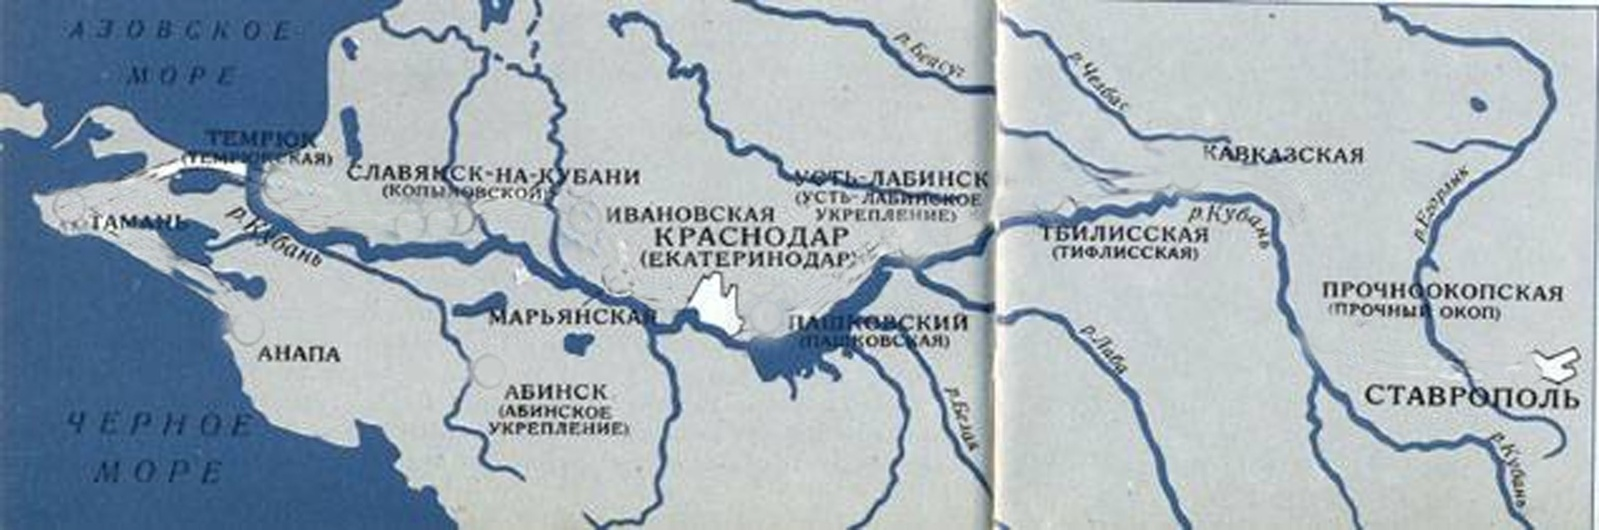 АЗОВСКОЕ
МОРЕ
р.Бейсуг
р.Челбас
ТЕМРЮК
(ТЕМРЮКСКАЯ)
КАВКАЗСКАЯ
СЛАВЯНСК-НА-КУБАНИ
УСТЬ-ЛАБИНСК
(УСТЬ-ЛАБИНСКОЕ
УКРЕПЛЕНИЕ)
р.Егорлык
ТАМАНЬ
р.Кубань
ИВАНОВСКАЯ
КРАСНОДАР
(ЕКАТЕРИНОДАР)
р.Кубань
ТБИЛИССКАЯ
(ТИФЛИССКАЯ)
ПРОЧНООКОПСКАЯ
(ПРОЧНЫЙ ОКОП)
МАРЬЯНСКАЯ
ПАШКОВСКИЙ
(ПАШКОВСКАЯ)
р.Лаба
АНАПА
АБИНСК
(АБИНСКОЕ
УКРЕПЛЕНИЕ)
р.Белая
СТАВРОПОЛЬ
ЧЕРНОЕ
МОРЕ
р.Кубань